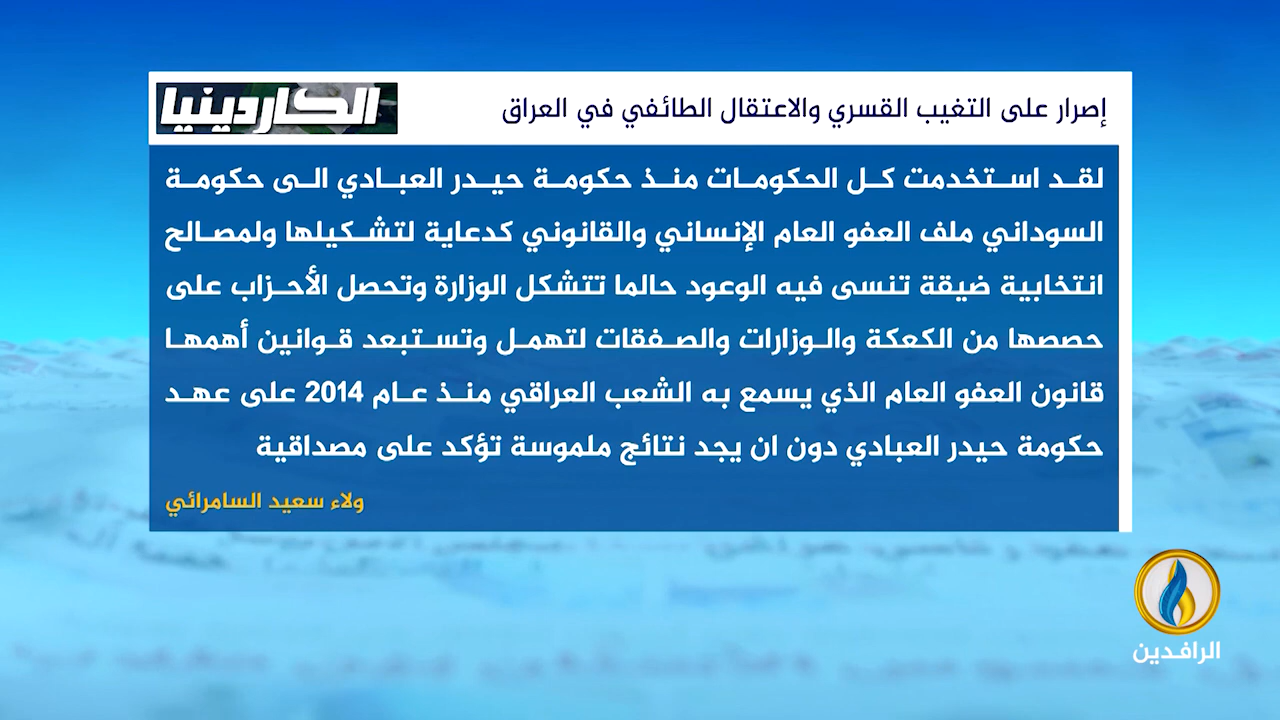 الكاردينيا
إصرار على التغيب القسري والاعتقال الطائفي في العراق
لقد استخدمت كل الحكومات منذ حكومة حيدر العبادي الى حكومة
السوداني ملف العفو العام الإنساني والقانوني كدعاية لتشكيلها ولمصالح
انتخابية ضيقة تنسى فيه الوعود حالما تتشكل الوزارة وتحصل الأحزاب على
حصصها من الكعكة والوزارات والصفقات لتهمل وتستبعد قوانين أهمها
قانون العفو العام الذي يسمع به الشعب العراقي منذ عام 2014 على عهد
حكومة حيدر العبادي دون ان يجد نتائج ملموسة تؤكد على مصداقية
ولاء سعيد السامرائي
الرافدين